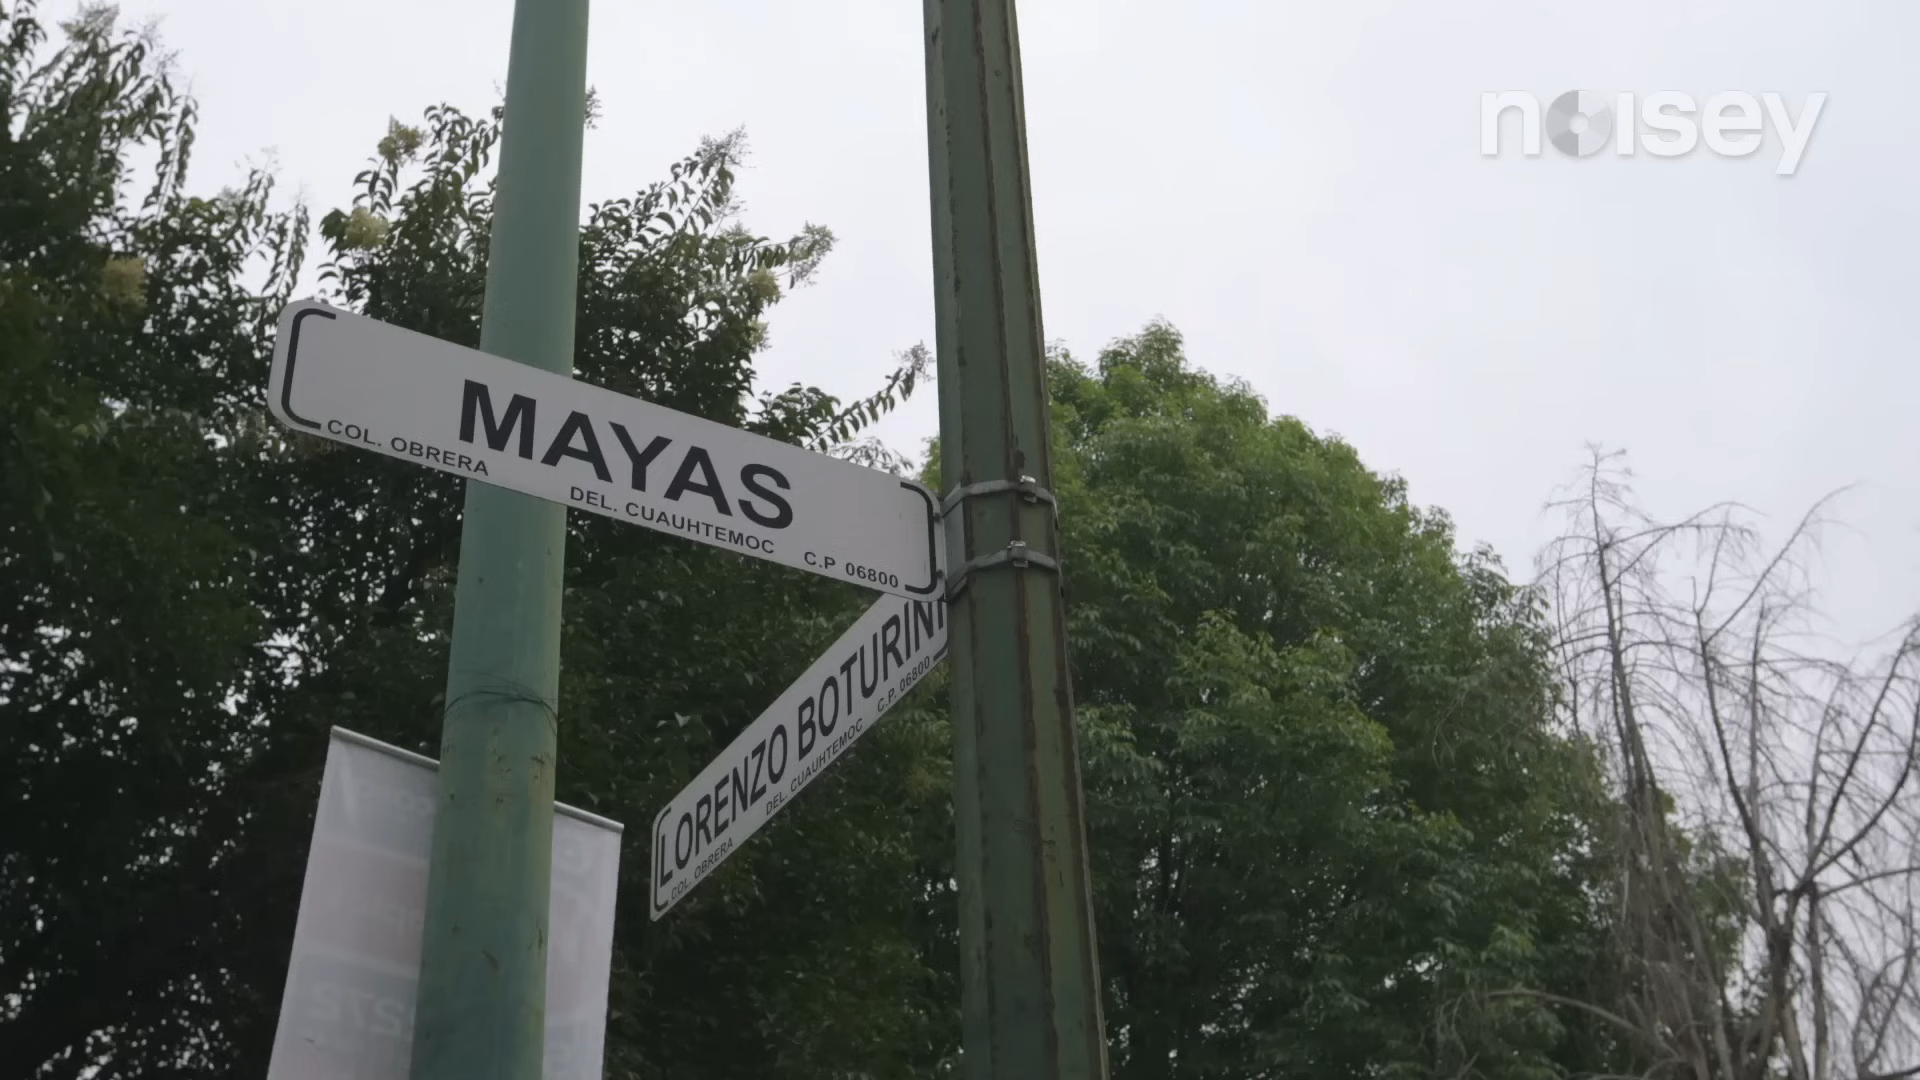 noisey
MAYAS
COL. OBRERA DEL. CUAUHTEMOC C.P 06800
LORENZO BOTURINI
COL. OBRERA DEL. CUAUHTEMOC C.P. 06800